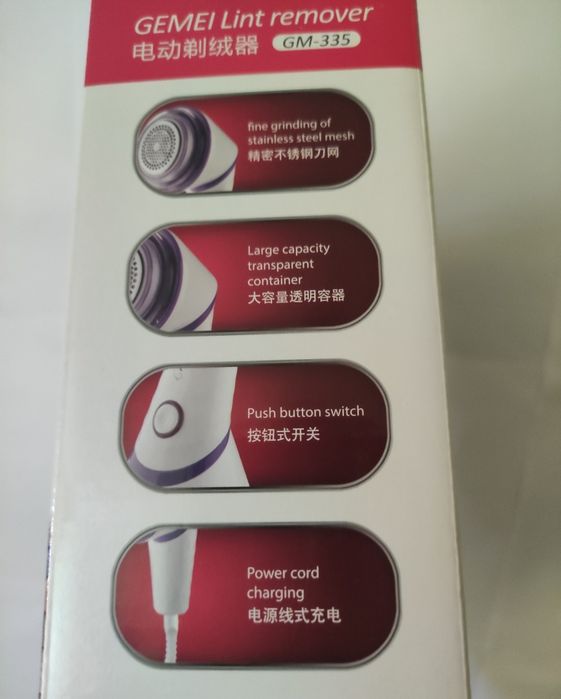 GEMEI Lint remover
电动剃绒器 GM-335
fine grinding of
stainless steel mesh
精密不锈钢刀网
Large capacity
transparent
container
大容量透明容器
Push button switch
按钮式开关
Power cord
charging
电源线式充电